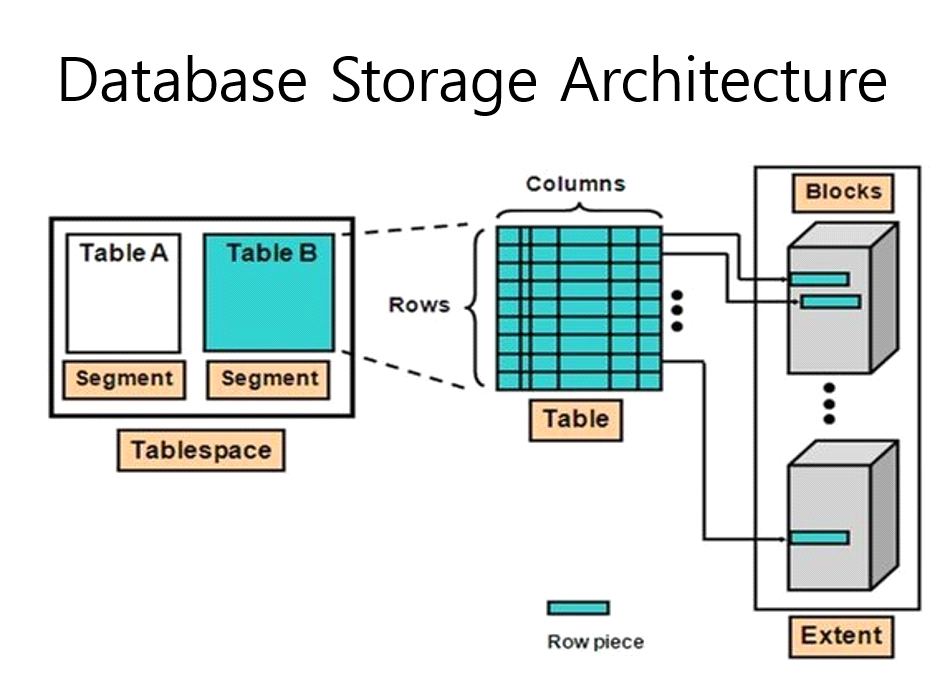 Database Storage Architecture
Columns
Blocks
Table A
Table B
Rows
Segment
Segment
Table
Tablespace
Row piece
Extent